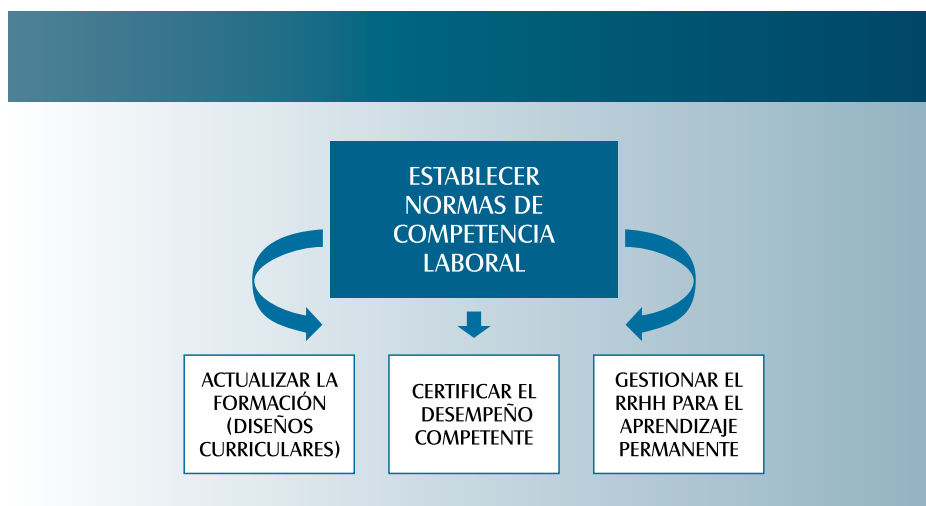 ESTABLECER
NORMAS DE
COMPETENCIA
LABORAL
ACTUALIZAR LA
FORMACIÓN
(DISEÑOS
CURRICULARES)
CERTIFICAR EL
DESEMPEÑO
COMPETENTE
GESTIONAR EL
RRHH PARA EL
APRENDIZAJE
PERMANENTE